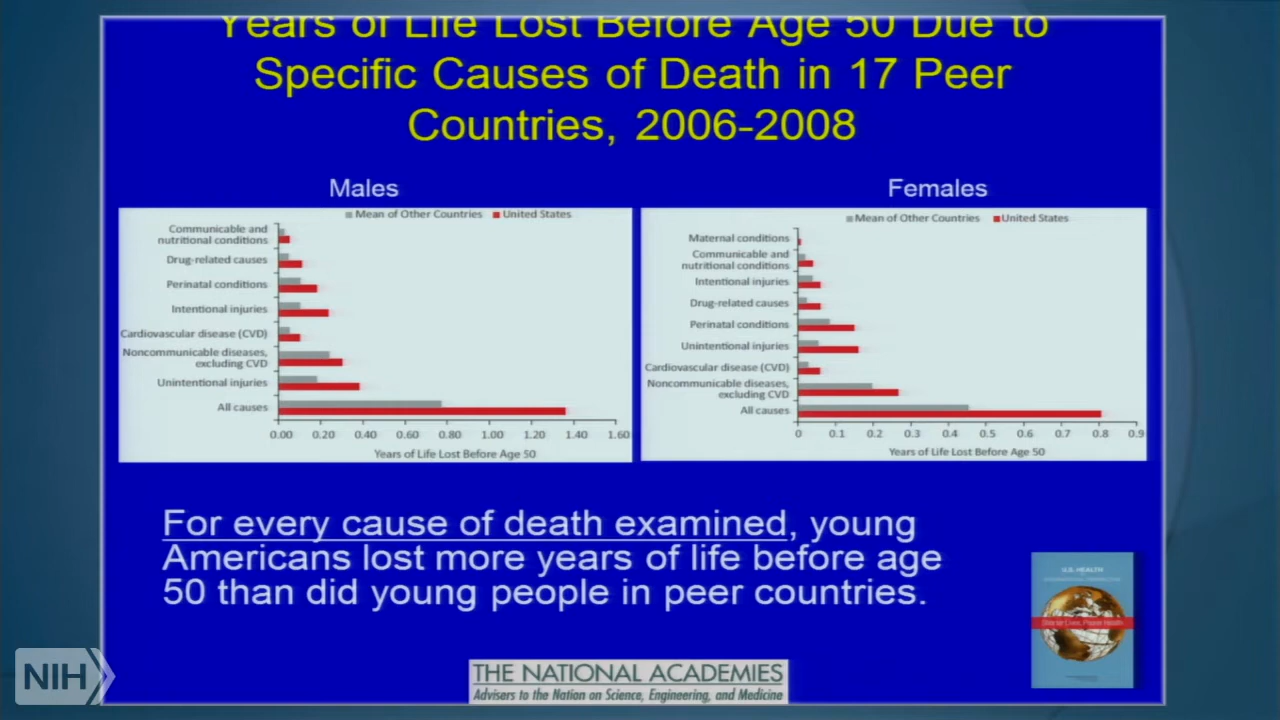 Years of Life Lost Before Age 50 Due to
Specific Causes of Death in 17 Peer
Countries, 2006-2008
Males
Mean of Other Countries
United States
Communicable and
nutritional conditions
Drug-related causes
Perinatal conditions
Intentional injuries
Cardiovascular disease (CVD)
Noncommunicable diseases,
excluding CVD
Unintentional injuries
All causes
0.00 0.20 0.40 0.60 0.80 1.00 1.20 1.40 1.60
Years of Life Lost Before Age 50
Females
Mean of Other Countries
United States
Maternal conditions
Communicable and
nutritional conditions
Intentional injuries
Drug-related causes
Perinatal conditions
Unintentional injuries
Cardiovascular disease (CVD)
Noncommunicable diseases,
excluding CVD
All causes
0 0.1 0.2 0.3 0.4 0.5 0.6 0.7 0.8 0.9
Years of Life Lost Before Age 50
For every cause of death examined, young
Americans lost more years of life before age
50 than did young people in peer countries.
U.S. HEALTH
Shorter Lives, Poorer Health
NIH
THE NATIONAL ACADEMIES
Advisers to the Nation on Science, Engineering, and Medicine